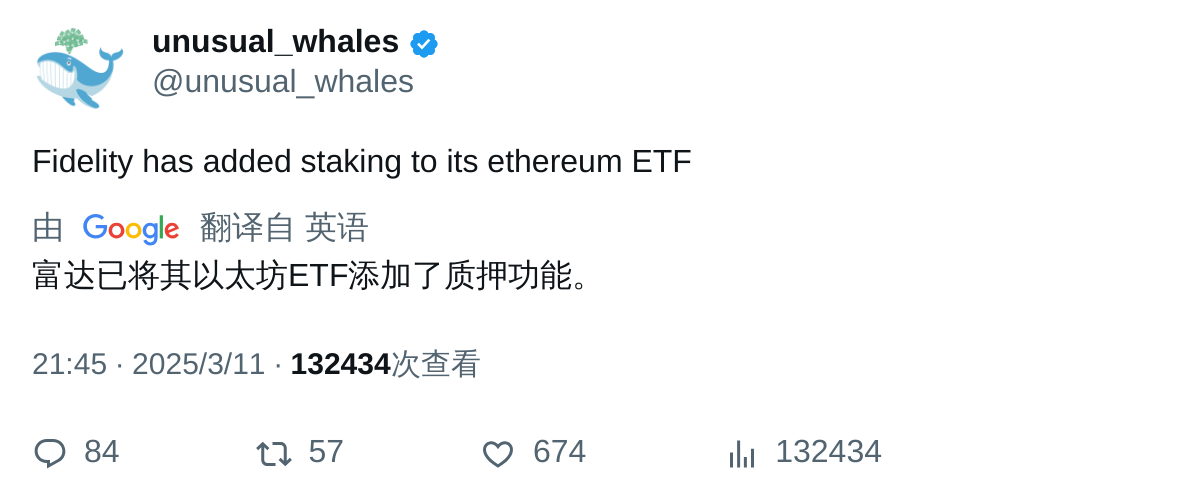 unusual_whales
@unusual_whales
Fidelity has added staking to its ethereum ETF
由 Google 翻译自 英语
富达已将其以太坊ETF添加了质押功能。
21:45 · 2025/3/11 · 132434次查看
84 57 674 132434